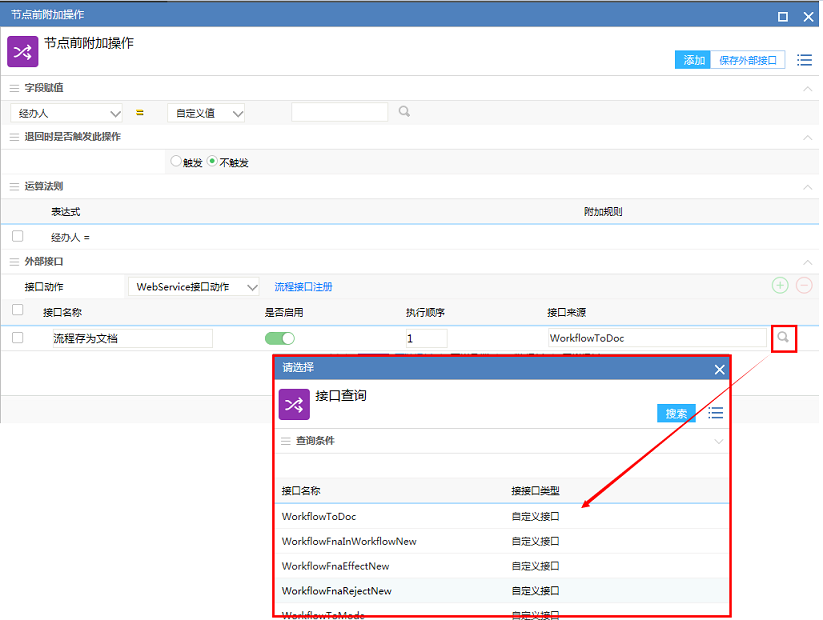 节点前附加操作
节点前附加操作
添加 保存外部接口
字段赋值
经办人 = 自定义值
退回时是否触发此操作
触发 不触发
运算法则
表达式 附加规则
经办人 =
外部接口
接口动作 WebService接口动作 流程接口注册
接口名称 是否启用 执行顺序 接口来源
流程存为文档 1 WorkflowToDoc
请选择
接口查询
搜索
查询条件
接口名称 接接口类型
WorkflowToDoc 自定义接口
WorkflowFnaInWorkflowNew 自定义接口
WorkflowFnaEffectNew 自定义接口
WorkflowFnaRejectNew 自定义接口
WorkflowToMode 自定义接口